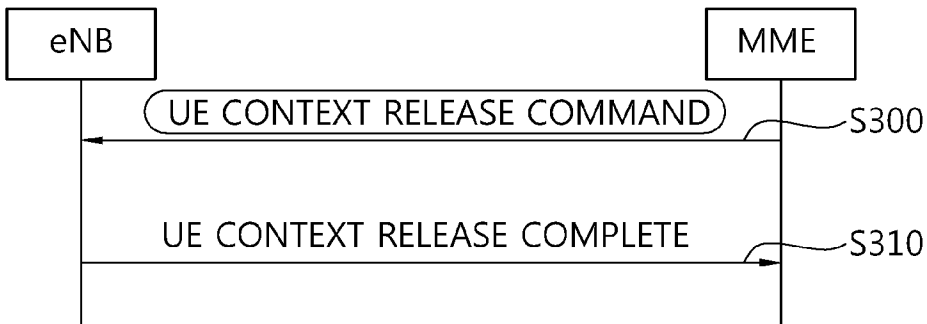 eNB
MME
UE CONTEXT RELEASE COMMAND
S300
UE CONTEXT RELEASE COMPLETE
S310